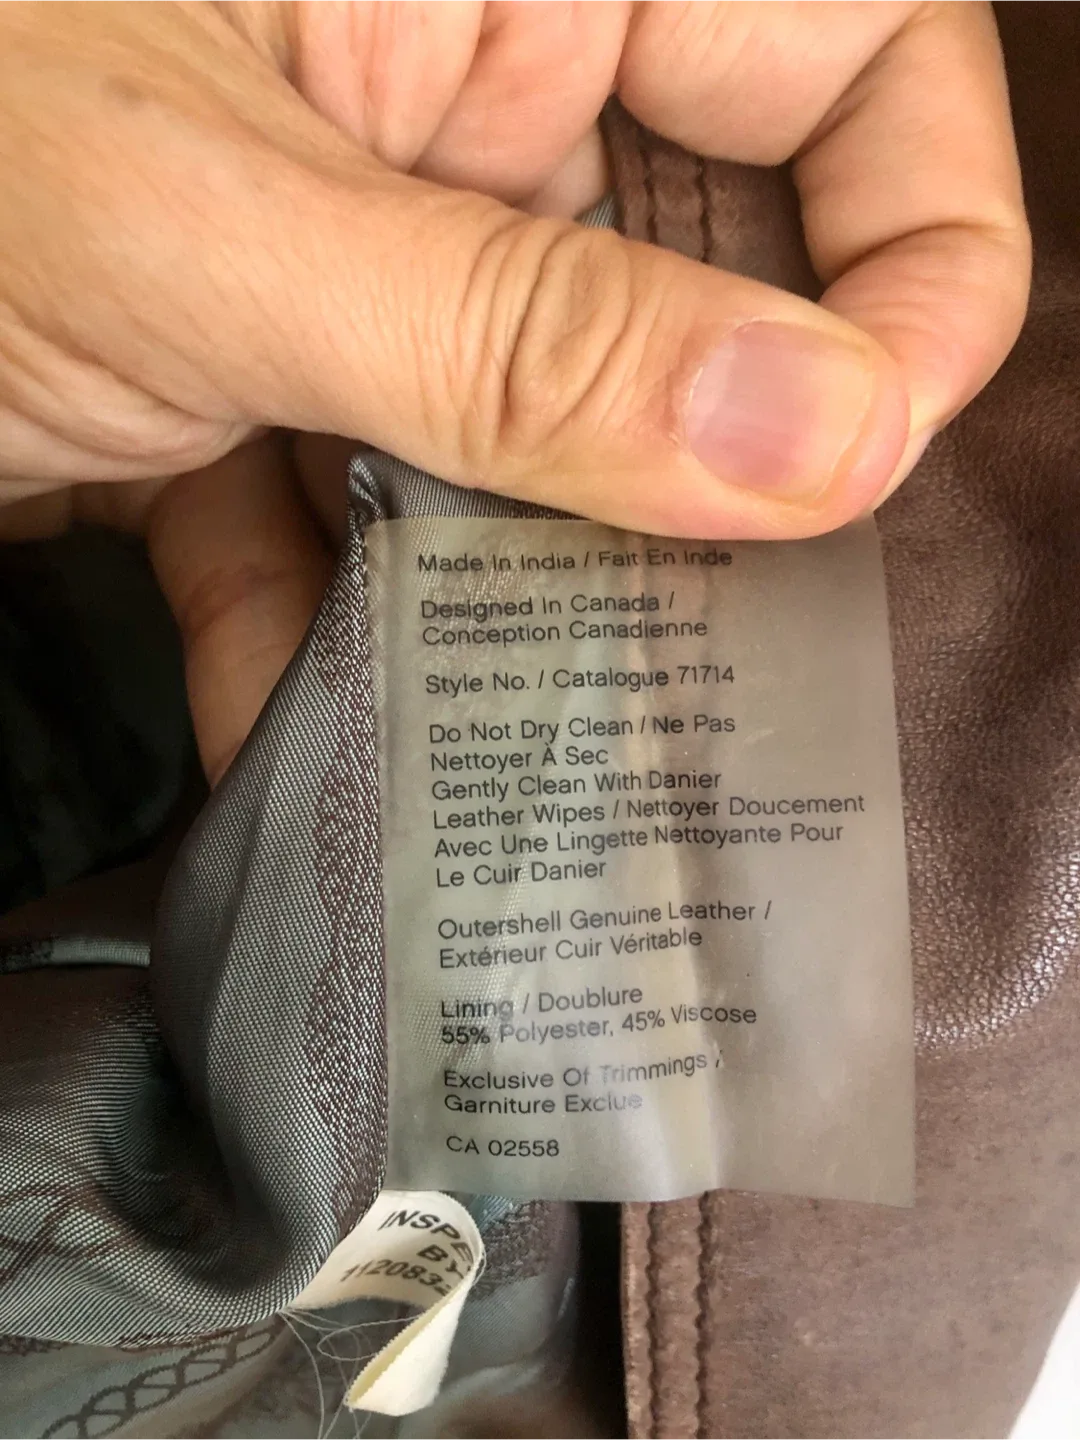 Made In India / Fait En Inde
Designed In Canada /
Conception Canadienne
Style No. / Catalogue 71714
Do Not Dry Clean / Ne Pas
Nettoyer À Sec
Gently Clean With Danier
Leather Wipes / Nettoyer Doucement
Avec Une Lingette Nettoyante Pour
Le Cuir Danier
Outershell Genuine Leather /
Extérieur Cuir Véritable
Lining / Doublure
55% Polyester, 45% Viscose
Exclusive Of Trimmings /
Garniture Exclue
CA 02558
INSPE
BY